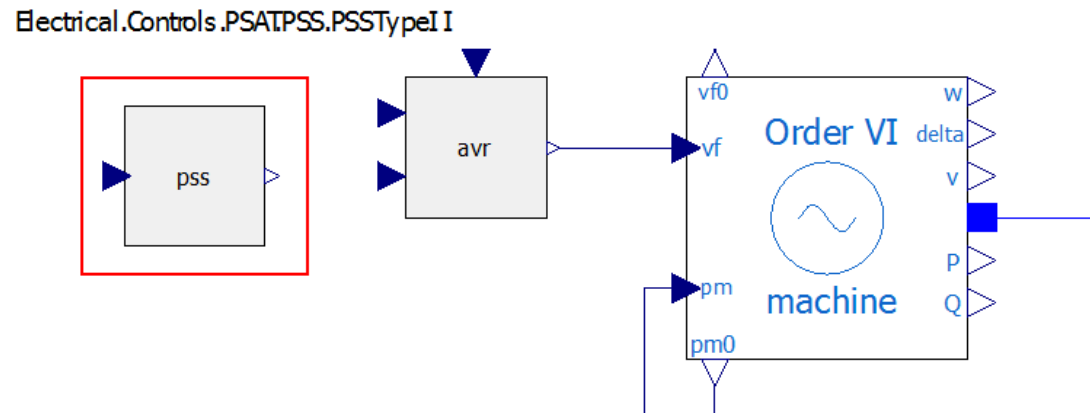 Electrical.Controls.PSAT.PSS.PSSTypeII
pss
avr
vf0
vf
pm
pm0
Order VI
machine
w
delta
v
P
Q